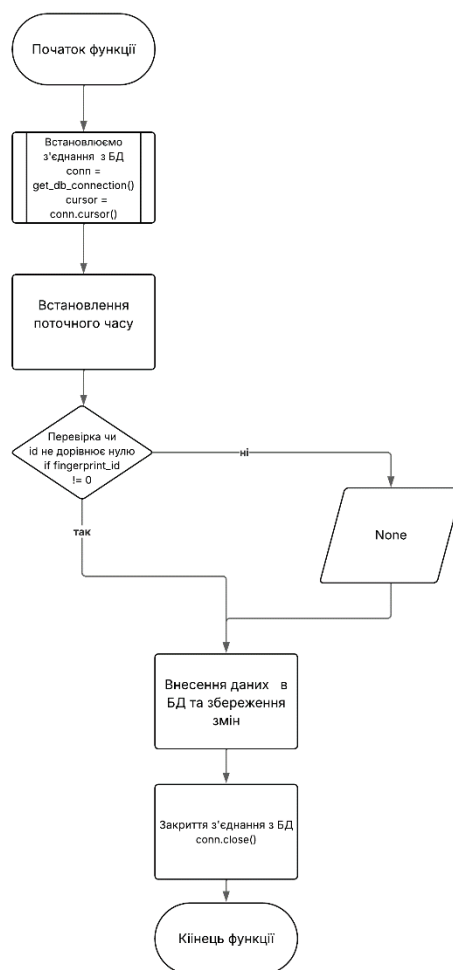 Початок функції
Встановлюємо
з'єднання з БД
conn =
get_db_connection()
cursor =
conn.cursor()
Встановлення
поточного часу
Перевірка чи
id не дорівнює нулю
if fingerprint_id
!= 0
ні
так
None
Внесення даних в
БД та збереження
змін
Закриття з'єднання з БД
conn.close()
Кіінець функції